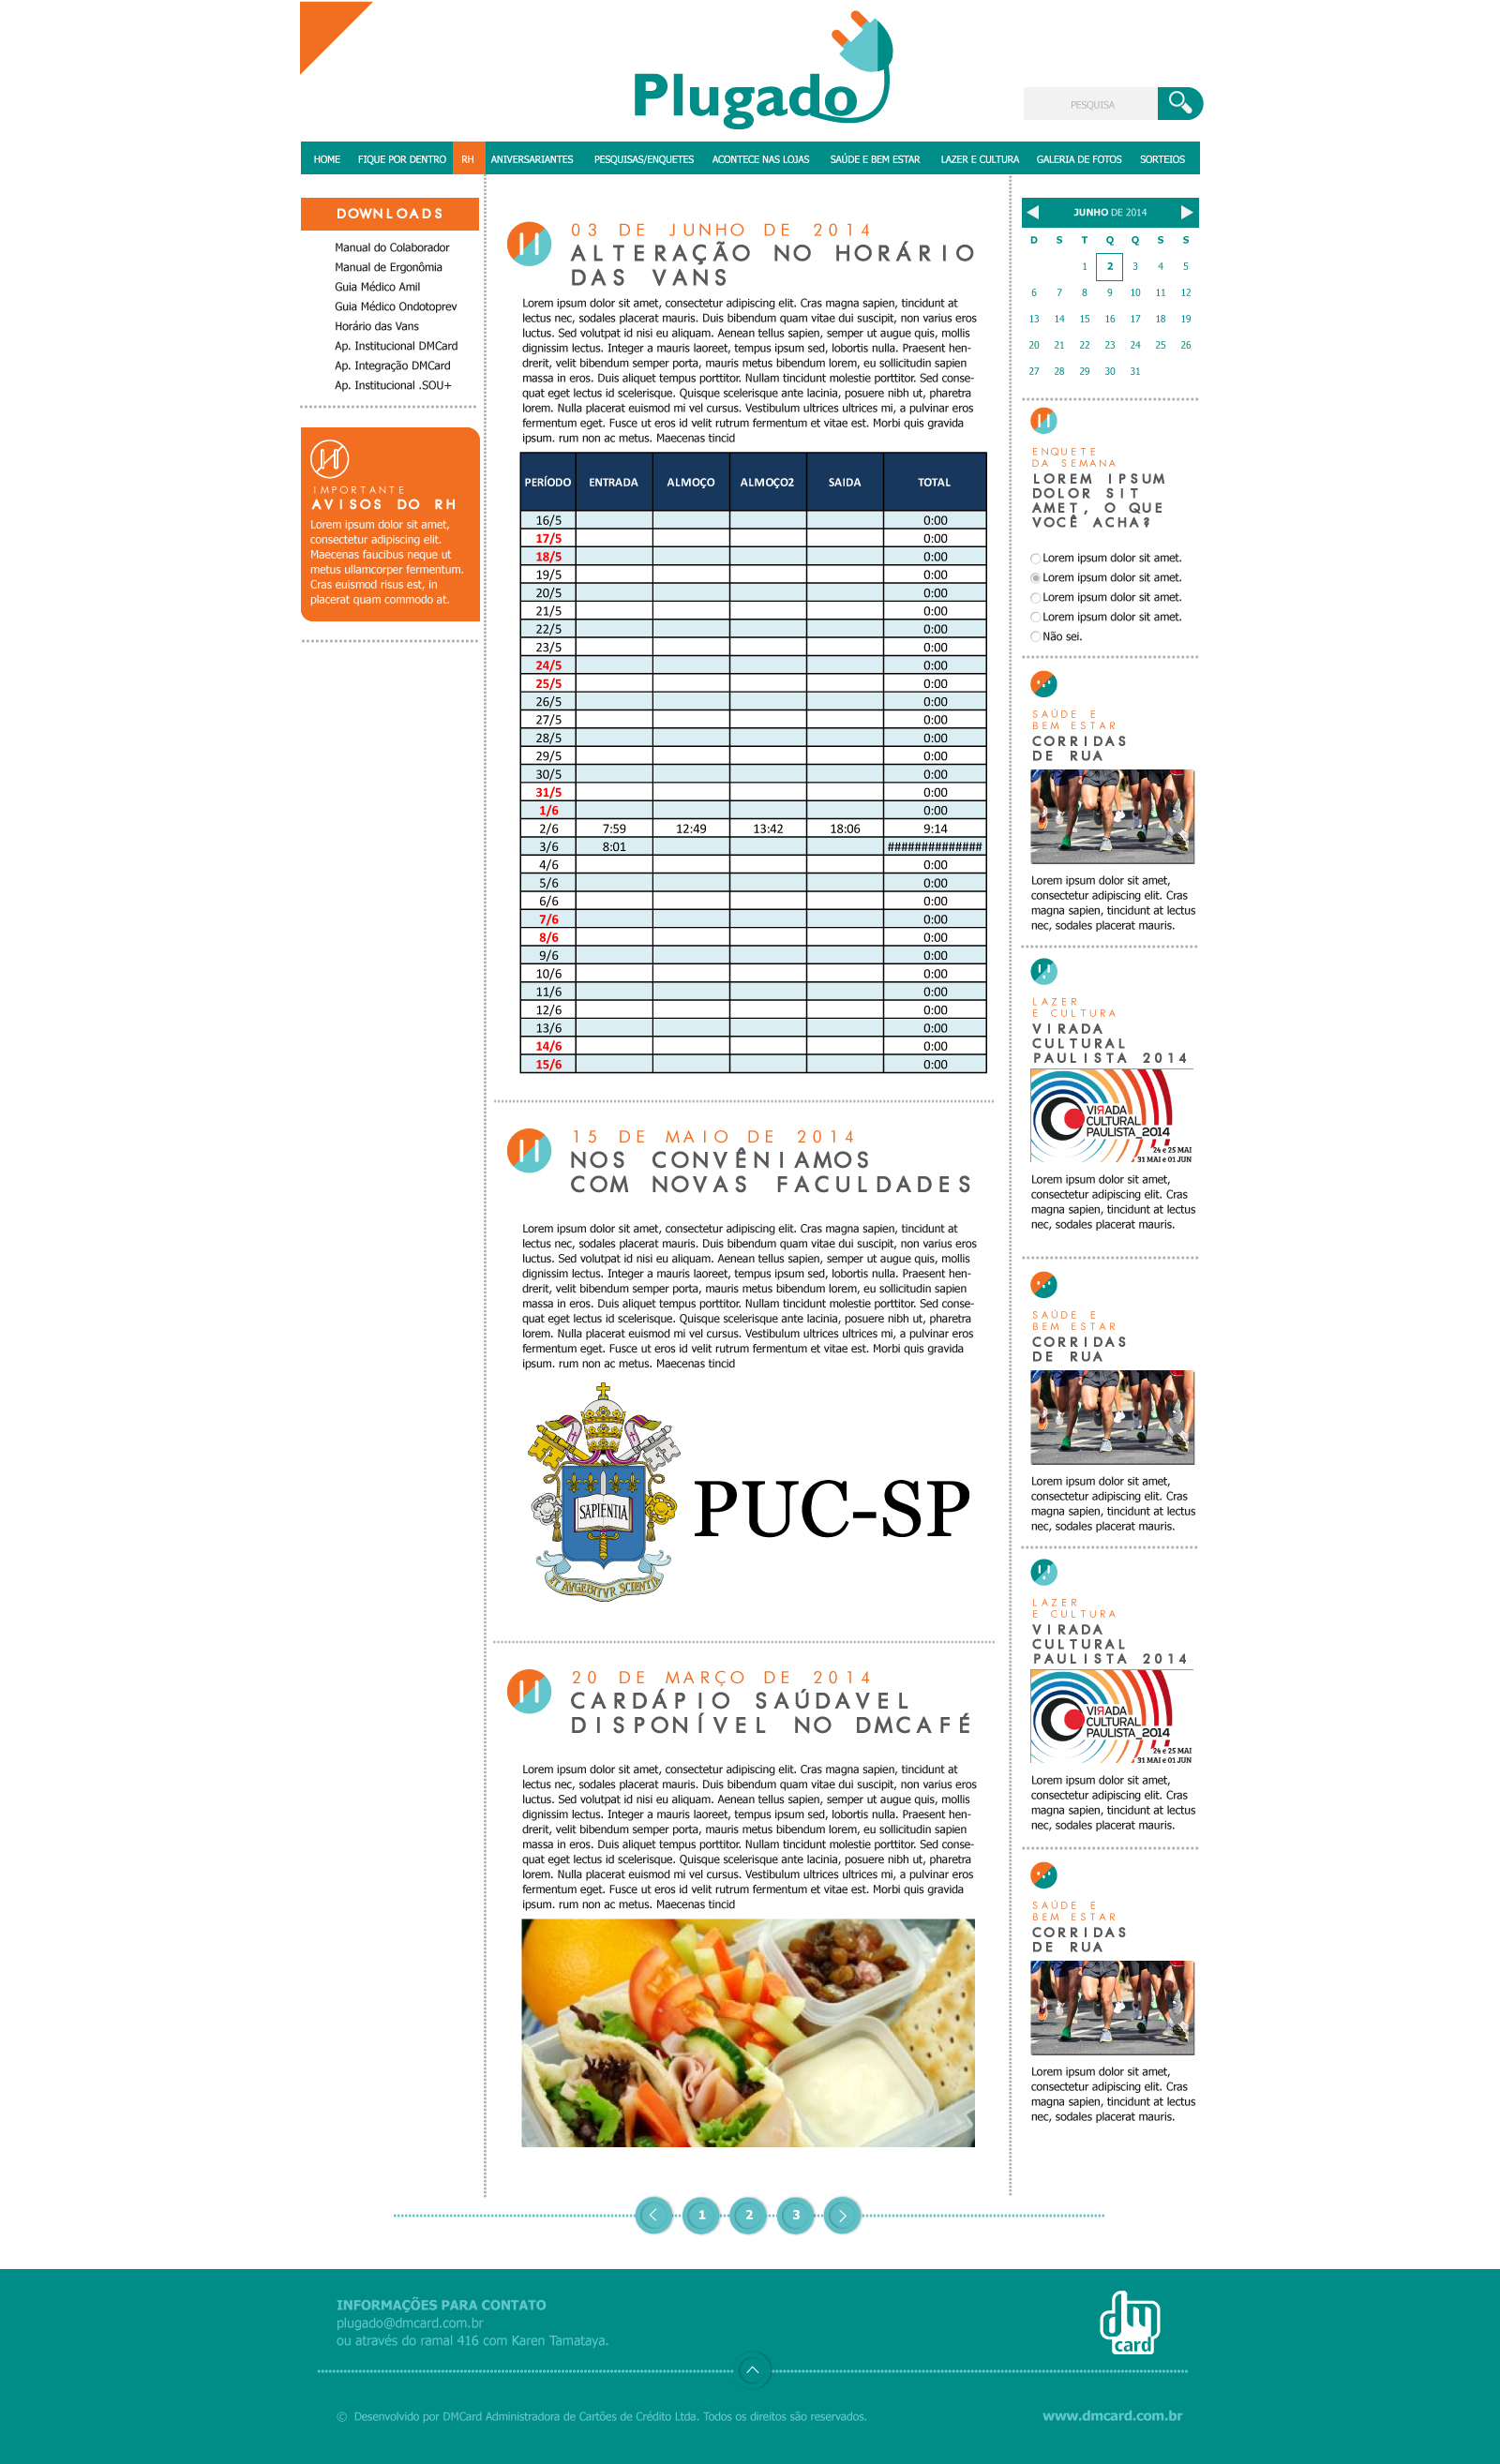 Plugado
PESQUISA
HOME FIQUE POR DENTRO RH ANIVERSARIANTES PESQUISAS/ENQUETES ACONTECE NAS LOJAS SAÚDE E BEM ESTAR LAZER E CULTURA GALERIA DE FOTOS SORTEIOS
DOWNLOADS
Manual do Colaborador
Manual de Ergonômia
Guia Médico Amil
Guia Médico Ondotoprev
Horário das Vans
Ap. Institucional DMCard
Ap. Integração DMCard
Ap. Institucional .SOU+
IMPORTANTE
AVISOS DO RH
Lorem ipsum dolor sit amet,
consectetur adipiscing elit.
Maecenas faucibus neque ut
metus ullamcorper fermentum.
Cras euismod risus est, in
placerat quam commodo at.
03 DE JUNHO DE 2014
ALTERAÇÃO NO HORÁRIO
DAS VANS
Lorem ipsum dolor sit amet, consectetur adipiscing elit. Cras magna sapien, tincidunt at
lectus nec, sodales placerat mauris. Duis bibendum quam vitae dui suscipit, non varius eros
luctus. Sed volutpat id nisi eu aliquam. Aenean tellus sapien, semper ut augue quis, mollis
dignissim lectus. Integer a mauris laoreet, tempus ipsum sed, lobortis nulla. Praesent hen-
drerit, velit bibendum semper porta, mauris metus bibendum lorem, eu sollicitudin sapien
massa in eros. Duis aliquet tempus porttitor. Nullam tincidunt molestie porttitor. Sed conse-
quat eget lectus id scelerisque. Quisque scelerisque ante lacinia, posuere nibh ut, pharetra
lorem. Nulla placerat euismod mi vel cursus. Vestibulum ultrices ultrices mi, a pulvinar eros
fermentum eget. Fusce ut eros id velit rutrum fermentum et vitae est. Morbi quis gravida
ipsum. rum non ac metus. Maecenas tincid
PERÍODO ENTRADA ALMOÇO ALMOÇO2 SAIDA TOTAL
16/5 0:00
17/5 0:00
18/5 0:00
19/5 0:00
20/5 0:00
21/5 0:00
22/5 0:00
23/5 0:00
24/5 0:00
25/5 0:00
26/5 0:00
27/5 0:00
28/5 0:00
29/5 0:00
30/5 0:00
31/5 0:00
1/6 0:00
2/6 7:59 12:49 13:42 18:06 9:14
3/6 8:01 ##############
4/6 0:00
5/6 0:00
6/6 0:00
7/6 0:00
8/6 0:00
9/6 0:00
10/6 0:00
11/6 0:00
12/6 0:00
13/6 0:00
14/6 0:00
15/6 0:00
15 DE MAIO DE 2014
NOS CONVÊNIAMOS
COM NOVAS FACULDADES
Lorem ipsum dolor sit amet, consectetur adipiscing elit. Cras magna sapien, tincidunt at
lectus nec, sodales placerat mauris. Duis bibendum quam vitae dui suscipit, non varius eros
luctus. Sed volutpat id nisi eu aliquam. Aenean tellus sapien, semper ut augue quis, mollis
dignissim lectus. Integer a mauris laoreet, tempus ipsum sed, lobortis nulla. Praesent hen-
drerit, velit bibendum semper porta, mauris metus bibendum lorem, eu sollicitudin sapien
massa in eros. Duis aliquet tempus porttitor. Nullam tincidunt molestie porttitor. Sed conse-
quat eget lectus id scelerisque. Quisque scelerisque ante lacinia, posuere nibh ut, pharetra
lorem. Nulla placerat euismod mi vel cursus. Vestibulum ultrices ultrices mi, a pulvinar eros
fermentum eget. Fusce ut eros id velit rutrum fermentum et vitae est. Morbi quis gravida
ipsum. rum non ac metus. Maecenas tincid
SAPIENTIA
ET AVGEBITVR SCIENTIA
PUC-SP
20 DE MARÇO DE 2014
CARDÁPIO SAÚDAVEL
DISPONÍVEL NO DMCAFÉ
Lorem ipsum dolor sit amet, consectetur adipiscing elit. Cras magna sapien, tincidunt at
lectus nec, sodales placerat mauris. Duis bibendum quam vitae dui suscipit, non varius eros
luctus. Sed volutpat id nisi eu aliquam. Aenean tellus sapien, semper ut augue quis, mollis
dignissim lectus. Integer a mauris laoreet, tempus ipsum sed, lobortis nulla. Praesent hen-
drerit, velit bibendum semper porta, mauris metus bibendum lorem, eu sollicitudin sapien
massa in eros. Duis aliquet tempus porttitor. Nullam tincidunt molestie porttitor. Sed conse-
quat eget lectus id scelerisque. Quisque scelerisque ante lacinia, posuere nibh ut, pharetra
lorem. Nulla placerat euismod mi vel cursus. Vestibulum ultrices ultrices mi, a pulvinar eros
fermentum eget. Fusce ut eros id velit rutrum fermentum et vitae est. Morbi quis gravida
ipsum. rum non ac metus. Maecenas tincid
JUNHO DE 2014
D S T Q Q S S
1 2 3 4 5
6 7 8 9 10 11 12
13 14 15 16 17 18 19
20 21 22 23 24 25 26
27 28 29 30 31
ENQUETE
DA SEMANA
LOREM IPSUM
DOLOR SIT
AMET, O QUE
VOCÊ ACHA?
Lorem ipsum dolor sit amet.
Lorem ipsum dolor sit amet.
Lorem ipsum dolor sit amet.
Lorem ipsum dolor sit amet.
Não sei.
SAÚDE E
BEM ESTAR
CORRIDAS
DE RUA
Lorem ipsum dolor sit amet,
consectetur adipiscing elit. Cras
magna sapien, tincidunt at lectus
nec, sodales placerat mauris.
LAZER
E CULTURA
VIRADA
CULTURAL
PAULISTA 2014
VIRADA
CULTURAL
PAULISTA_2014
24 e 25 MAI
31 MAI e 01 JUN
Lorem ipsum dolor sit amet,
consectetur adipiscing elit. Cras
magna sapien, tincidunt at lectus
nec, sodales placerat mauris.
SAÚDE E
BEM ESTAR
CORRIDAS
DE RUA
Lorem ipsum dolor sit amet,
consectetur adipiscing elit. Cras
magna sapien, tincidunt at lectus
nec, sodales placerat mauris.
LAZER
E CULTURA
VIRADA
CULTURAL
PAULISTA 2014
VIRADA
CULTURAL
PAULISTA_2014
24 e 25 MAI
31 MAI e 01 JUN
Lorem ipsum dolor sit amet,
consectetur adipiscing elit. Cras
magna sapien, tincidunt at lectus
nec, sodales placerat mauris.
SAÚDE E
BEM ESTAR
CORRIDAS
DE RUA
Lorem ipsum dolor sit amet,
consectetur adipiscing elit. Cras
magna sapien, tincidunt at lectus
nec, sodales placerat mauris.
1 2 3
INFORMAÇÕES PARA CONTATO
plugado@dmcard.com.br
ou através do ramal 416 com Karen Tamataya.
dm
card
© Desenvolvido por DMCard Administradora de Cartões de Crédito Ltda. Todos os direitos são reservados.
www.dmcard.com.br